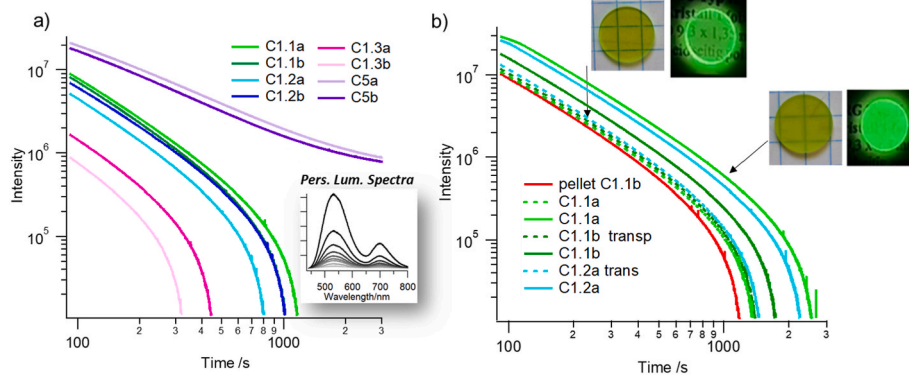 a)
C1.1a
C1.1b
C1.2a
C1.2b
C1.3a
C1.3b
C5a
C5b
10^7
10^6
10^5
Intensity
Pers. Lum. Spectra
500
600
700
800
Wavelength/nm
100
2
3
4
5
6
7
8
9
1000
2
3
Time /s
b)
10^7
10^6
10^5
Intensity
pellet C1.1b
C1.1a
C1.1a
C1.1b transp
C1.1b
C1.2a trans
C1.2a
100
2
3
4
5
6
7
8
9
1000
2
3
Time /s